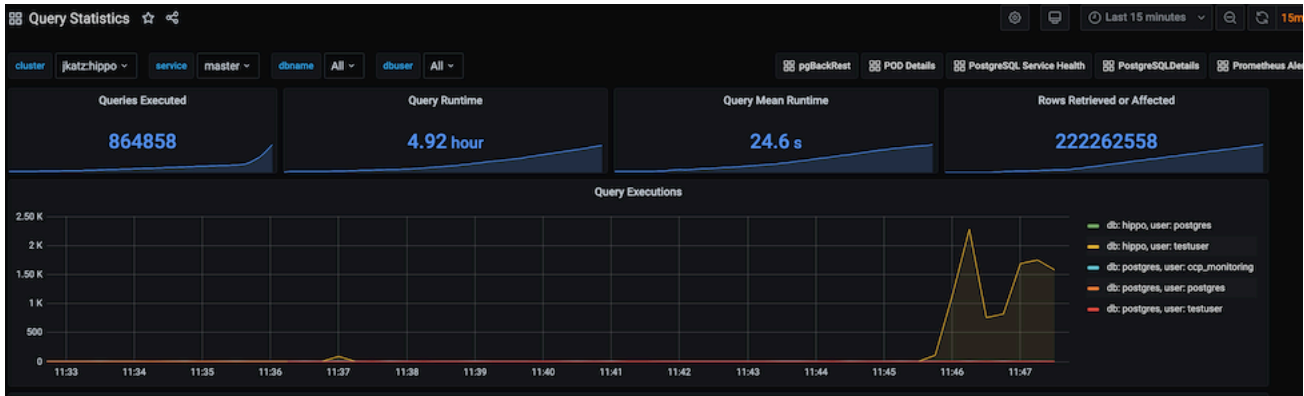 Query Statistics
Last 15 minutes
15m
cluster jkatz:hippo service master dbname All dbuser All
pgBackRest POD Details PostgreSQL Service Health PostgreSQLDetails Prometheus Aler
Queries Executed
864858
Query Runtime
4.92 hour
Query Mean Runtime
24.6 s
Rows Retrieved or Affected
222262558
Query Executions
2.50 K
2 K
1.50 K
1 K
500
0
11:33 11:34 11:35 11:36 11:37 11:38 11:39 11:40 11:41 11:42 11:43 11:44 11:45 11:46 11:47
db: hippo, user: postgres
db: hippo, user: testuser
db: postgres, user: ccp_monitoring
db: postgres, user: postgres
db: postgres, user: testuser